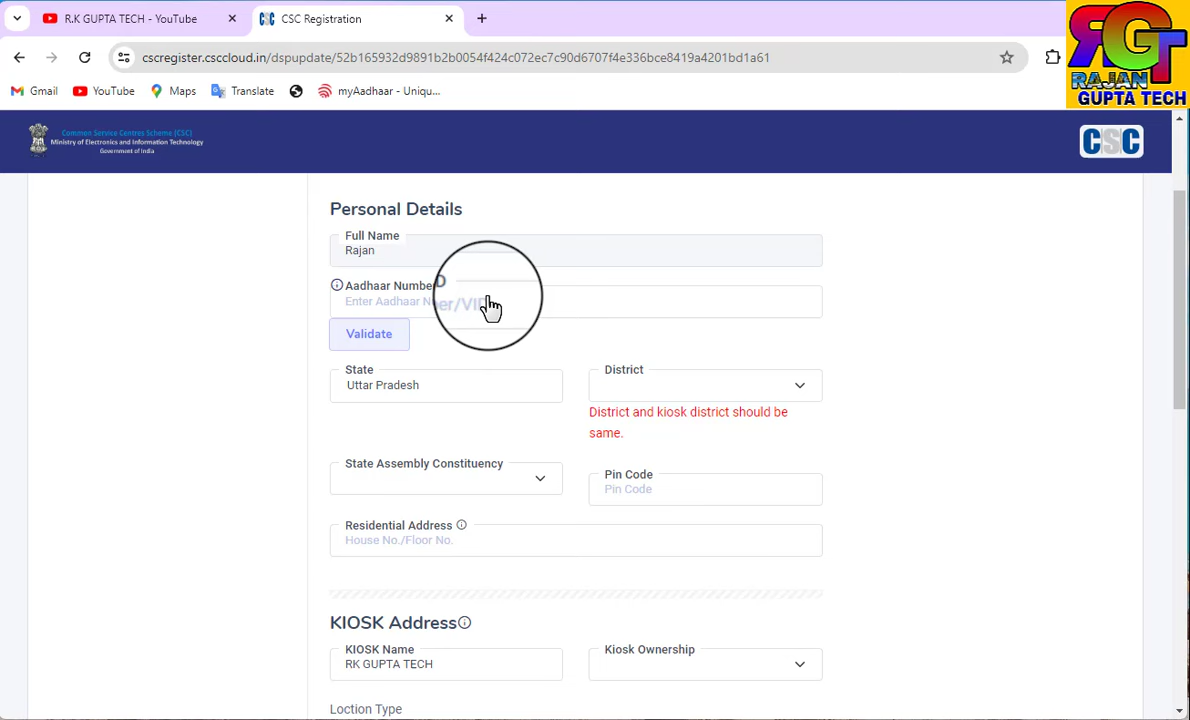 R.K GUPTA TECH - YouTube
CSC Registration
cscregister.csccloud.in/dspupdate/52b165932d9891b2b0054f424c072ec7c90d6707f4e336bce8419a4201bd0a61
Gmail
YouTube
Maps
Translate
myAadhaar - Uniqu...
RGT
RAJAN
GUPTA TECH
Common Service Centres Scheme (CSC)
Ministry of Electronics and Information Technology
Government of India
CSC
Personal Details
Full Name
Rajan
Aadhaar Number
Enter Aadhaar
Validate
State
Uttar Pradesh
District
District and kiosk district should be
same.
State Assembly Constituency
Pin Code
Pin Code
Residential Address
House No./Floor No.
KIOSK Address
KIOSK Name
RK GUPTA TECH
Kiosk Ownership
Loction Type